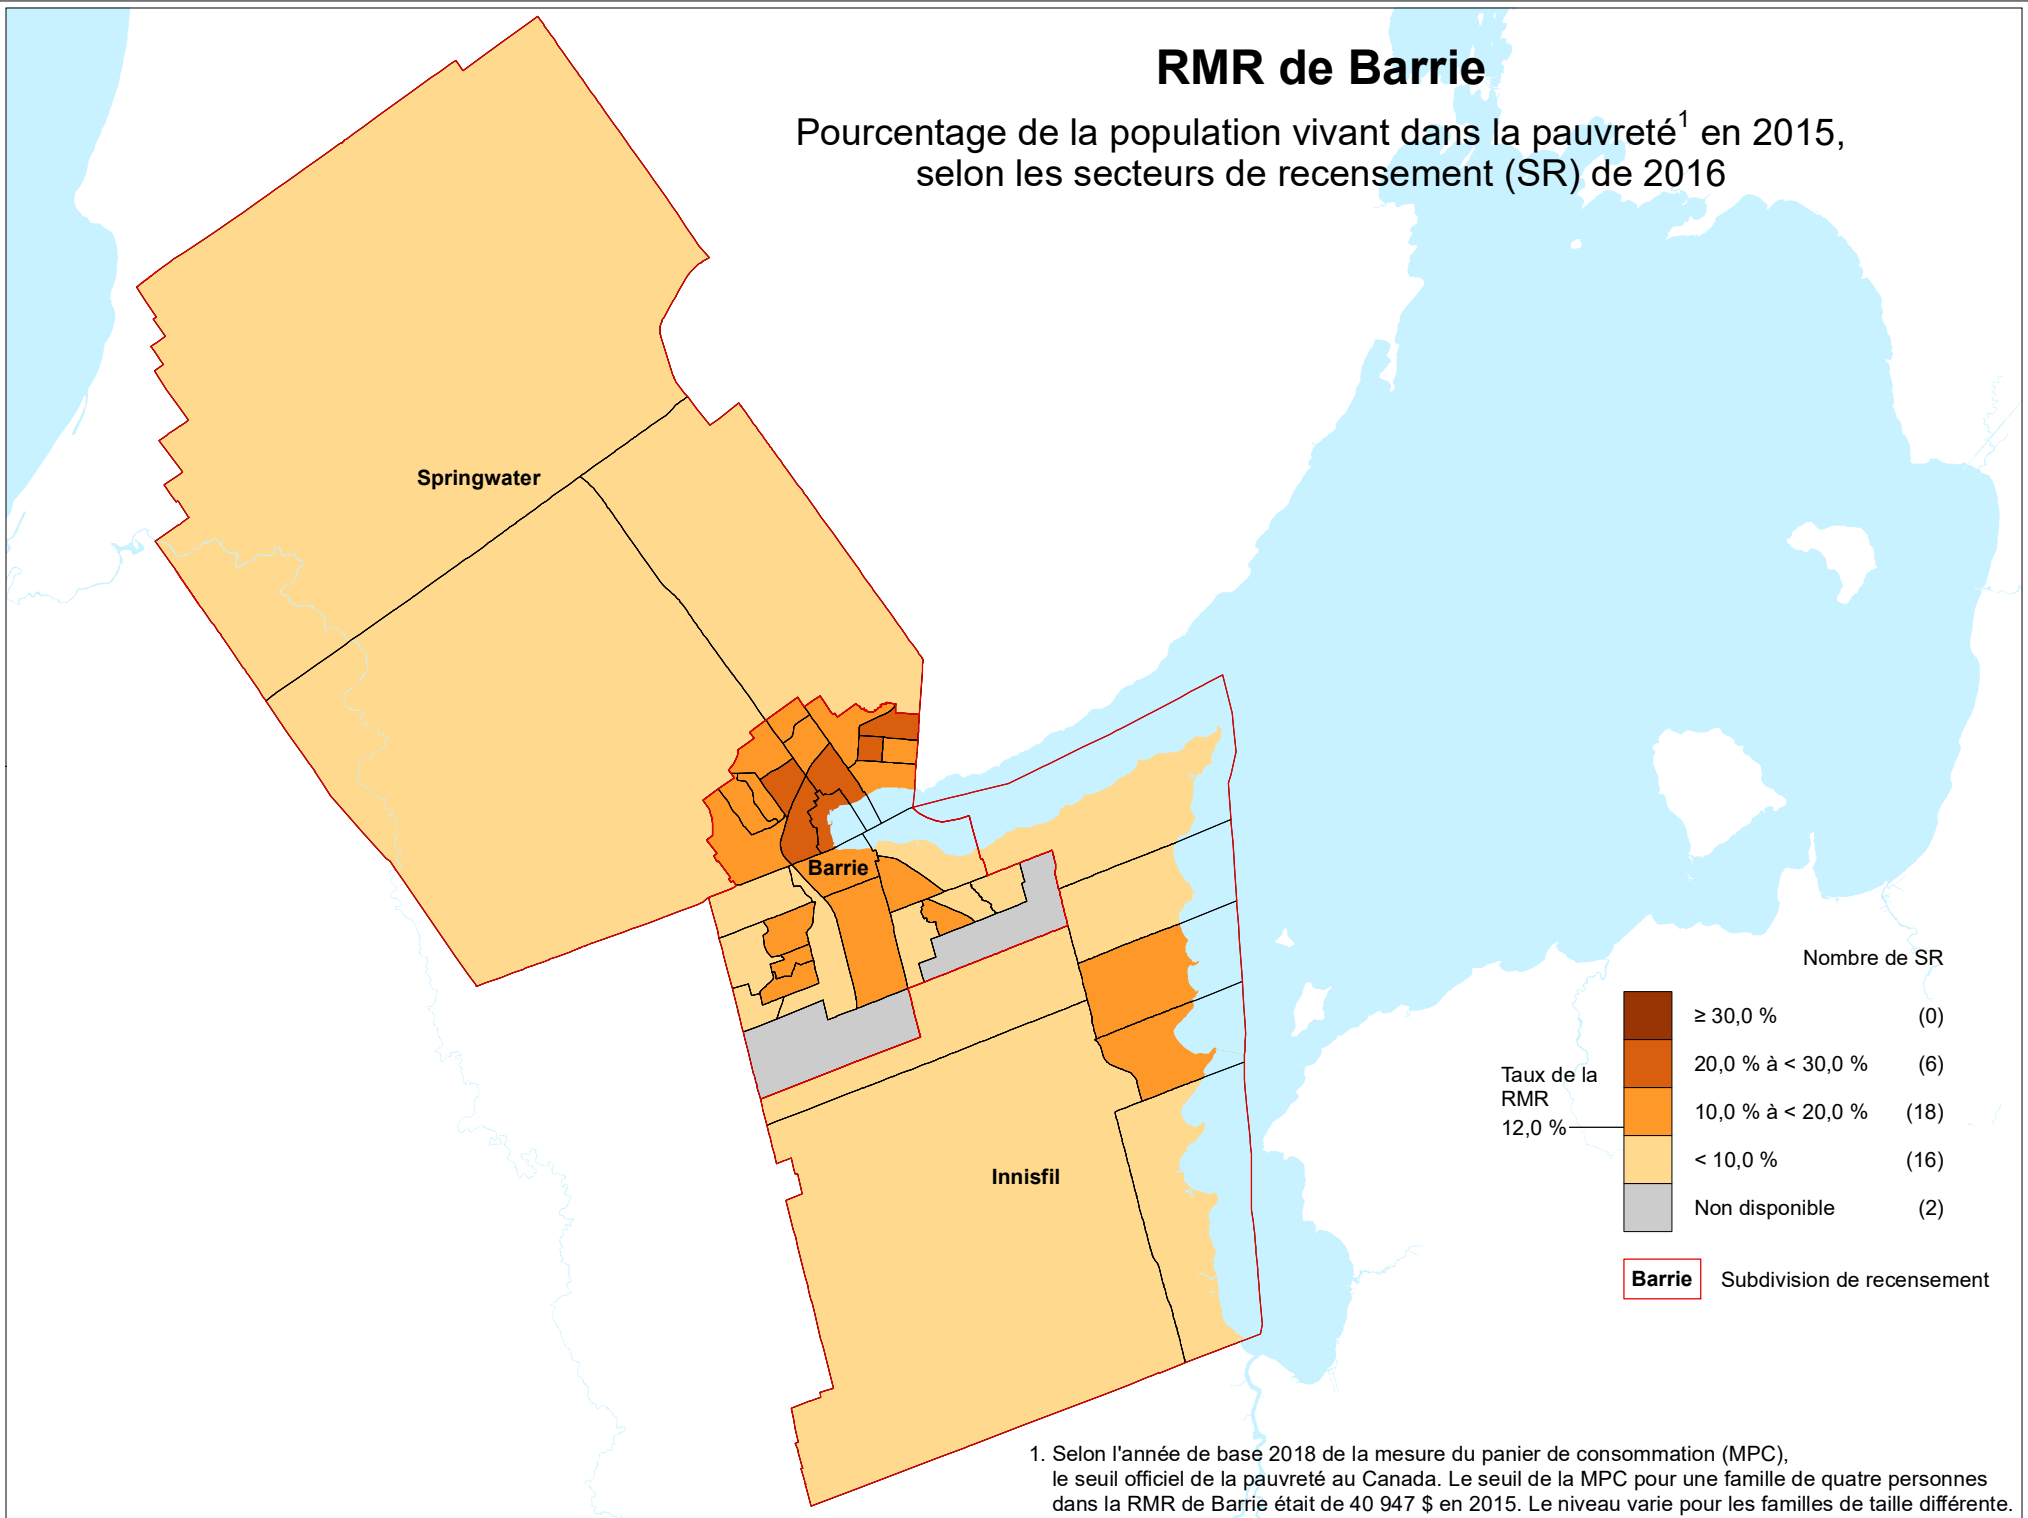 RMR de Barrie
Pourcentage de la population vivant dans la pauvreté¹ en 2015,
selon les secteurs de recensement (SR) de 2016
Springwater
Barrie
Innisfil
Nombre de SR
≥ 30,0 % (0)
20,0 % à < 30,0 % (6)
10,0 % à < 20,0 % (18)
< 10,0 % (16)
Non disponible (2)
Taux de la
RMR
12,0 %
Barrie Subdivision de recensement
1. Selon l'année de base 2018 de la mesure du panier de consommation (MPC),
le seuil officiel de la pauvreté au Canada. Le seuil de la MPC pour une famille de quatre personnes
dans la RMR de Barrie était de 40 947 $ en 2015. Le niveau varie pour les familles de taille différente.